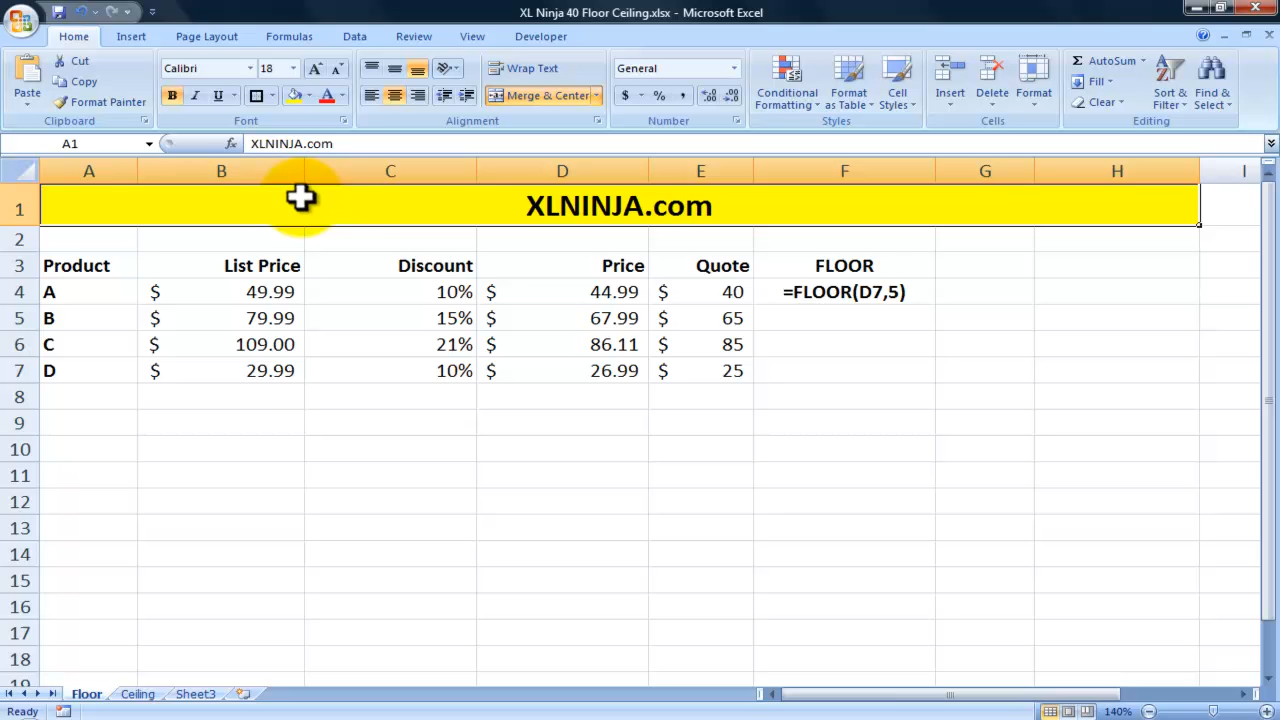 XL Ninja 40 Floor Ceiling.xlsx - Microsoft Excel
Home Insert Page Layout Formulas Data Review View Developer
Paste Cut Copy Format Painter Clipboard
Calibri 18 A A B I U A Font
Wrap Text Merge & Center Alignment
General $ % , .00 .0 Number
Conditional Formatting Format as Table Cell Styles Styles
Insert Delete Format Cells
Σ AutoSum Fill Clear Sort & Filter Find & Select Editing
A1 fx XLNINJA.com
A B C D E F G H I
1 XLNINJA.com
2
3 Product List Price Discount Price Quote FLOOR
4 A $ 49.99 10% $ 44.99 $ 40 =FLOOR(D7,5)
5 B $ 79.99 15% $ 67.99 $ 65
6 C $ 109.00 21% $ 86.11 $ 85
7 D $ 29.99 10% $ 26.99 $ 25
8
9
10
11
12
13
14
15
16
17
18
19
Floor Ceiling Sheet3
Ready 140%